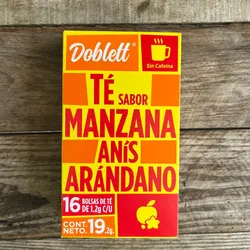 Doblett®
Sin Cafeína
TÉ SABOR
MANZANA
ANÍS
ARÁNDANO
16 BOLSAS DE TÉ
DE 1.2g C/U
CONT.
NETO. 19.2g.